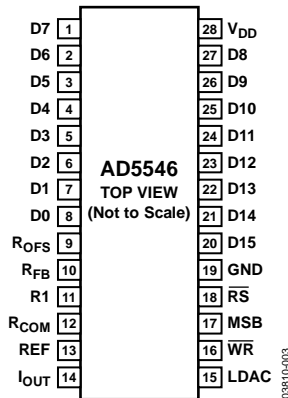 D7 1 28 VDD
D6 2 27 D8
D5 3 26 D9
D4 4 25 D10
D3 5 24 D11
D2 6 23 D12
D1 7 22 D13
D0 8 21 D14
ROFS 9 20 D15
RFB 10 19 GND
R1 11 18 RS
RCOM 12 17 MSB
REF 13 16 WR
IOUT 14 15 LDAC
AD5546
TOP VIEW
(Not to Scale)
03810-003